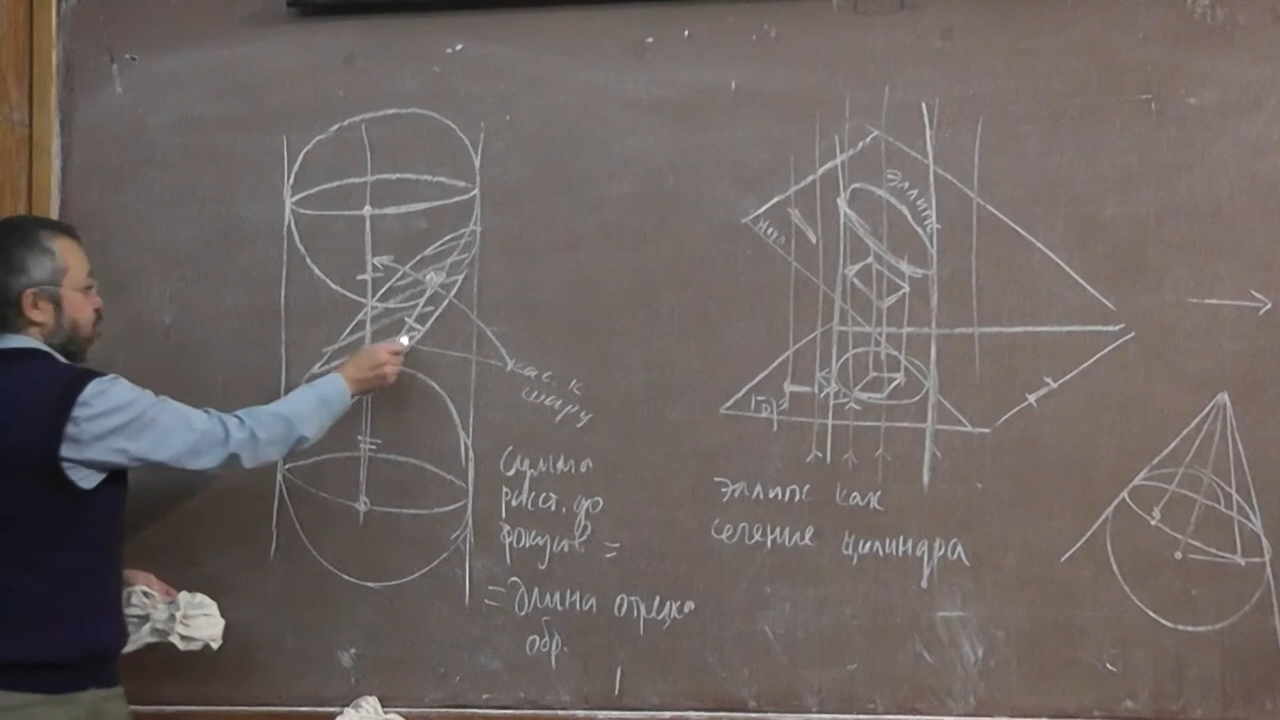 кас. к
шару
Сумма
расст. до
фокусов =
= длина отрезка
обр.
Эллипс
Эллипс как
сечение цилиндра